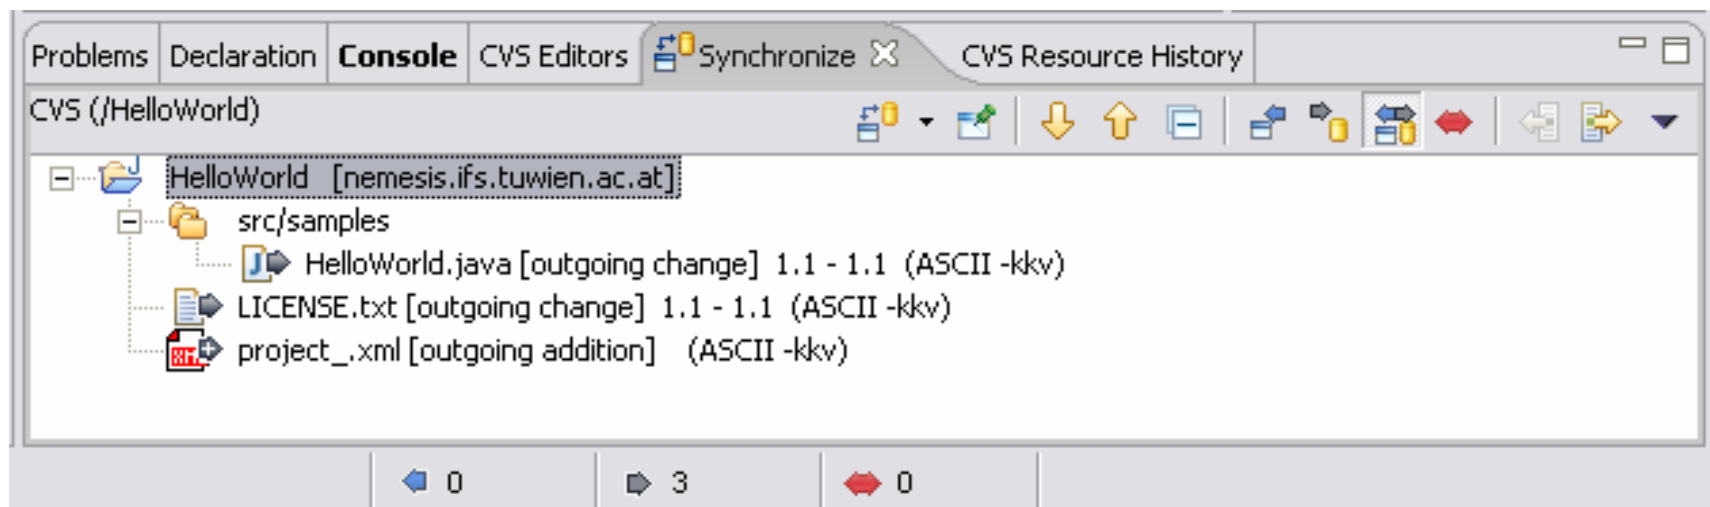 Problems Declaration Console CVS Editors Synchronize CVS Resource History
CVS (/HelloWorld)
HelloWorld [nemesis.ifs.tuwien.ac.at]
src/samples
HelloWorld.java [outgoing change] 1.1 - 1.1 (ASCII -kkv)
LICENSE.txt [outgoing change] 1.1 - 1.1 (ASCII -kkv)
project_.xml [outgoing addition] (ASCII -kkv)
0 3 0